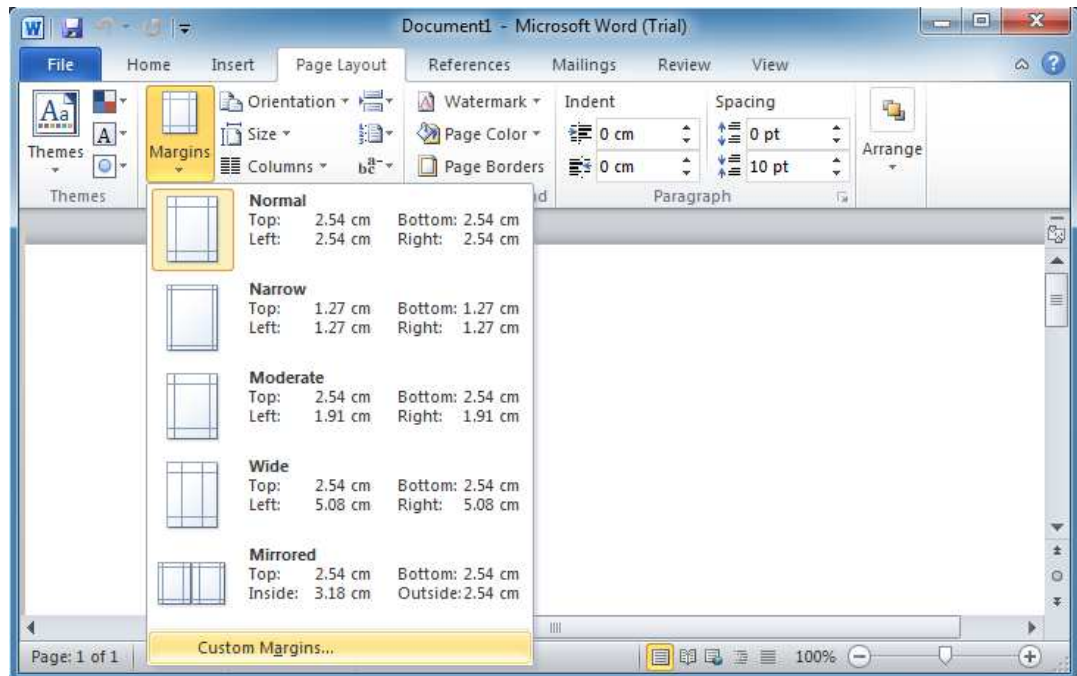 Document1 - Microsoft Word (Trial)
File Home Insert Page Layout References Mailings Review View
Aa Orientation Watermark Indent Spacing
A Size Page Color 0 cm 0 pt
Themes Margins Columns Page Borders 0 cm 10 pt Arrange
Themes Paragraph
Normal
Top: 2.54 cm Bottom: 2.54 cm
Left: 2.54 cm Right: 2.54 cm
Narrow
Top: 1.27 cm Bottom: 1.27 cm
Left: 1.27 cm Right: 1.27 cm
Moderate
Top: 2.54 cm Bottom: 2.54 cm
Left: 1.91 cm Right: 1.91 cm
Wide
Top: 2.54 cm Bottom: 2.54 cm
Left: 5.08 cm Right: 5.08 cm
Mirrored
Top: 2.54 cm Bottom: 2.54 cm
Inside: 3.18 cm Outside: 2.54 cm
Custom Margins...
Page: 1 of 1 100%